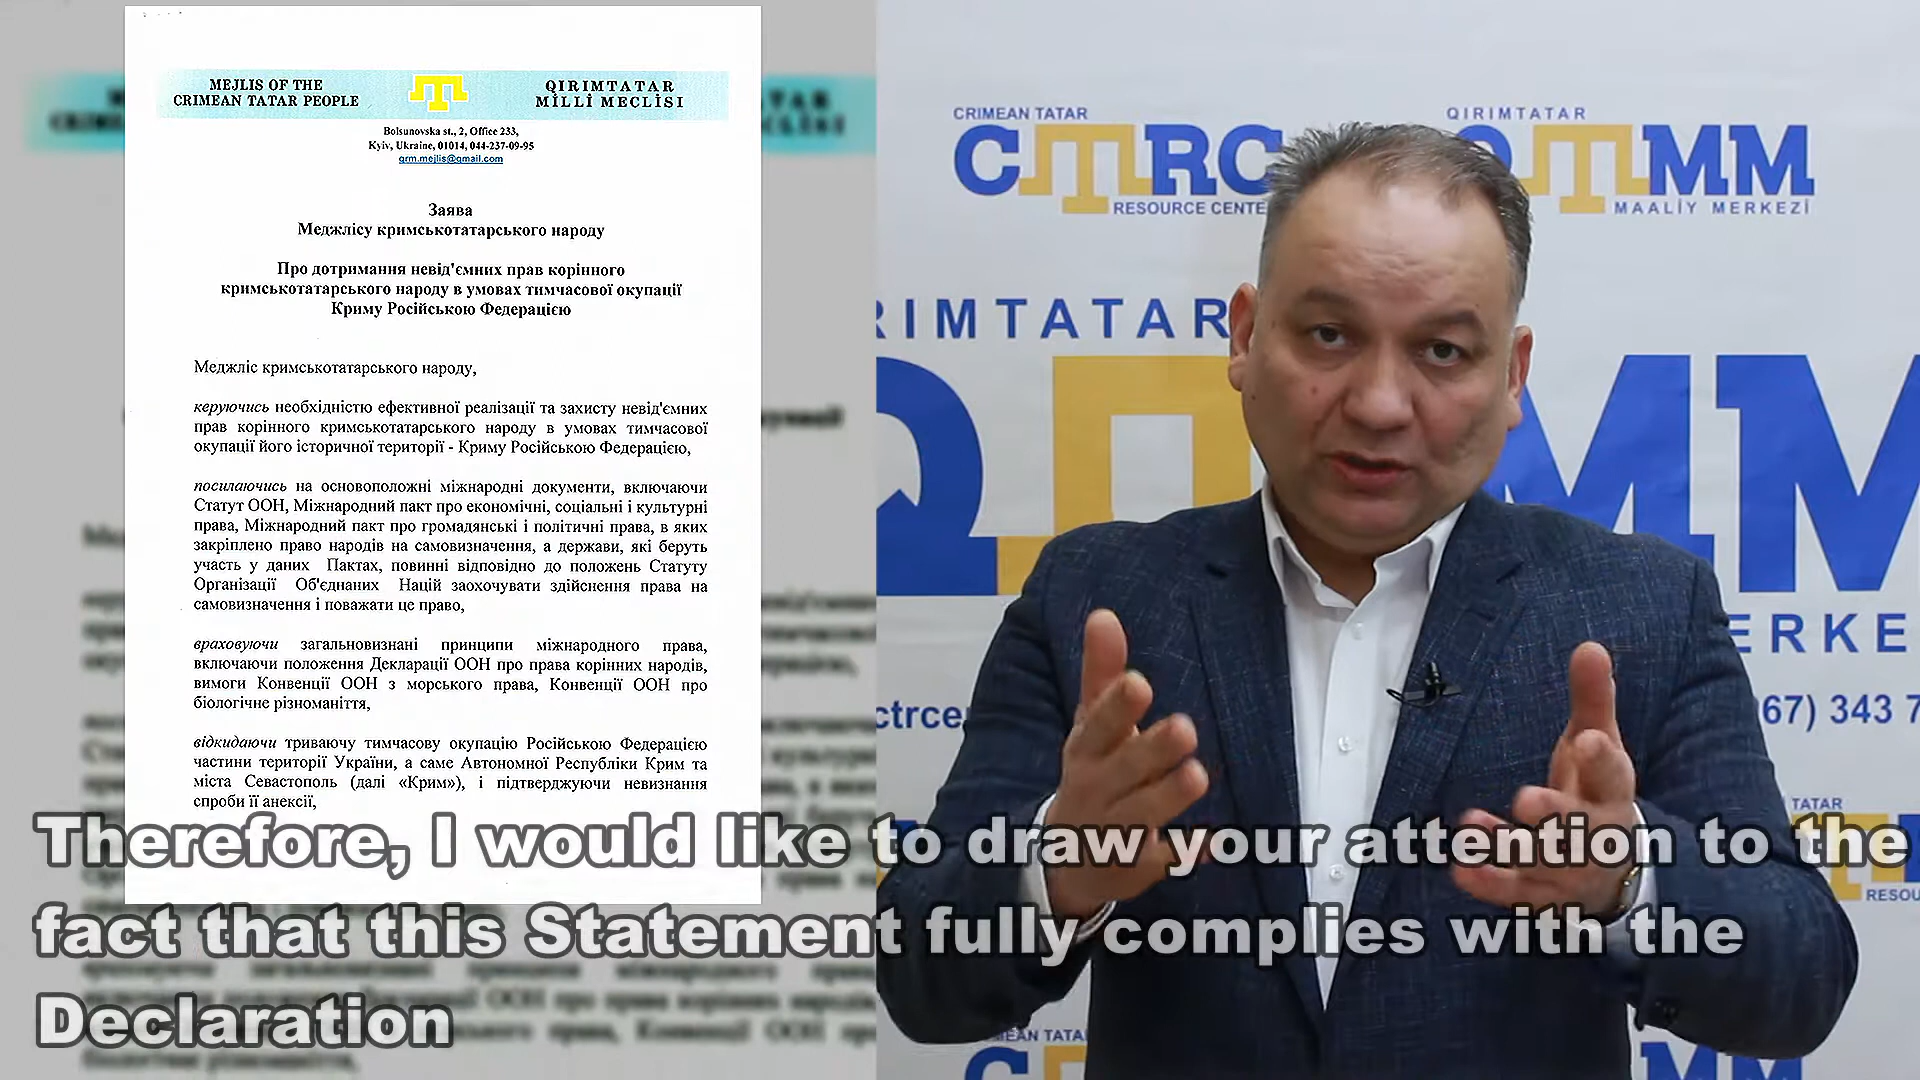 MEJLIS OF THE
CRIMEAN TATAR PEOPLE
QIRIMTATAR
MİLLİ MECLİSİ
Bolsunovska st., 2, Office 233,
Kyiv, Ukraine, 01014, 044-237-09-95
qrm.mejlis@gmail.com
Заява
Меджлісу кримськотатарського народу
Про дотримання невід'ємних прав корінного
кримськотатарського народу в умовах тимчасової окупації
Криму Російською Федерацією
Меджліс кримськотатарського народу,
керуючись необхідністю ефективної реалізації та захисту невід'ємних
прав корінного кримськотатарського народу в умовах тимчасової
окупації його історичної території - Криму Російською Федерацією,
посилаючись на основоположні міжнародні документи, включаючи
Статут ООН, Міжнародний пакт про економічні, соціальні і культурні
права, Міжнародний пакт про громадянські і політичні права, в яких
закріплено право народів на самовизначення, а держави, які беруть
участь у даних Пактах, повинні відповідно до положень Статуту
Організації Об'єднаних Націй заохочувати здійснення права на
самовизначення і поважати це право,
враховуючи загальновизнані принципи міжнародного права,
включаючи положення Декларації ООН про права корінних народів,
вимоги Конвенції ООН з морського права, Конвенції ООН про
біологічне різноманіття,
відкидаючи триваючу тимчасову окупацію Російською Федерацією
частини території України, а саме Автономної Республіки Крим та
міста Севастополь (далі «Крим»), і підтверджуючи невизнання
спроби її анексії,
CRIMEAN TATAR
CTRC
RESOURCE CENTE
QIRIMTATAR
QTMM
MAALİY MERKEZİ
RIMTATAR
QTMM
ERKE
ctrce
67) 343 7
TATAR
RESOU
MEAN TATA
Therefore, I would like to draw your attention to the
fact that this Statement fully complies with the
Declaration